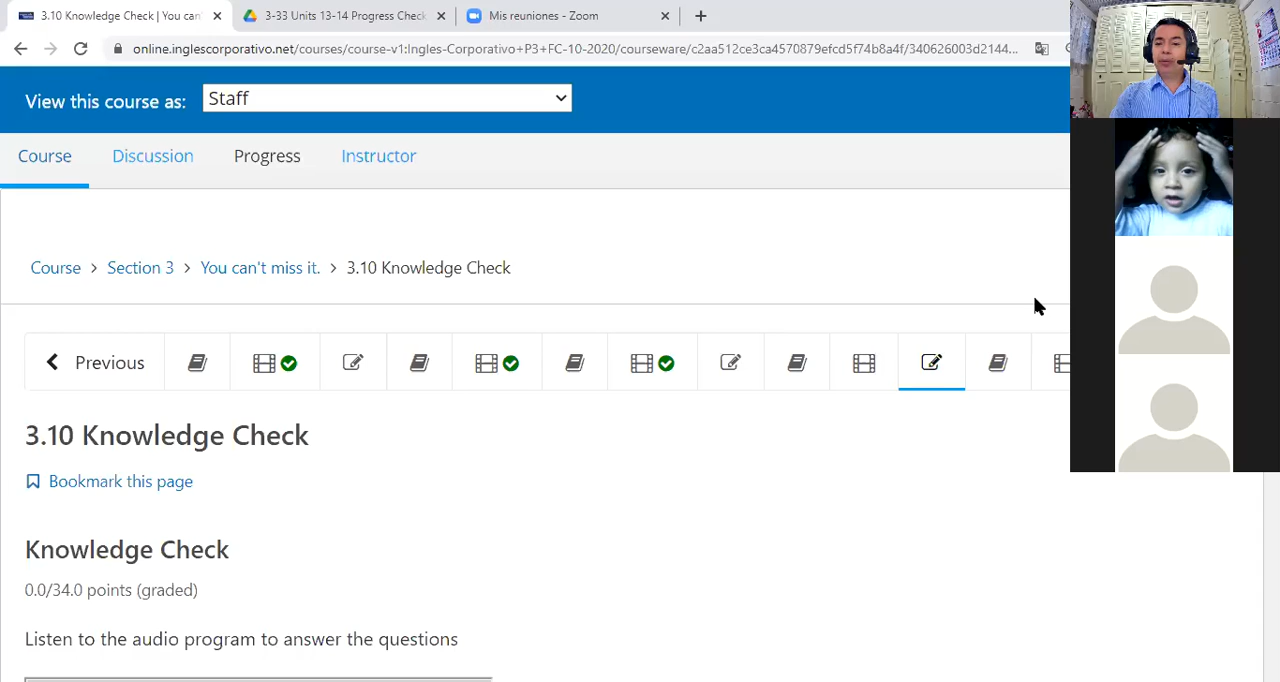 3.10 Knowledge Check | You can'
3-33 Units 13-14 Progress Check
Mis reuniones - Zoom
online.inglescorporativo.net/courses/course-v1:Ingles-Corporativo+P3+FC-10-2020/courseware/c2aa512ce3ca4570879efcd5f74b8a4f/340626003d2144...
View this course as: Staff
Course Discussion Progress Instructor
Course > Section 3 > You can't miss it. > 3.10 Knowledge Check
Previous
3.10 Knowledge Check
Bookmark this page
Knowledge Check
0.0/34.0 points (graded)
Listen to the audio program to answer the questions